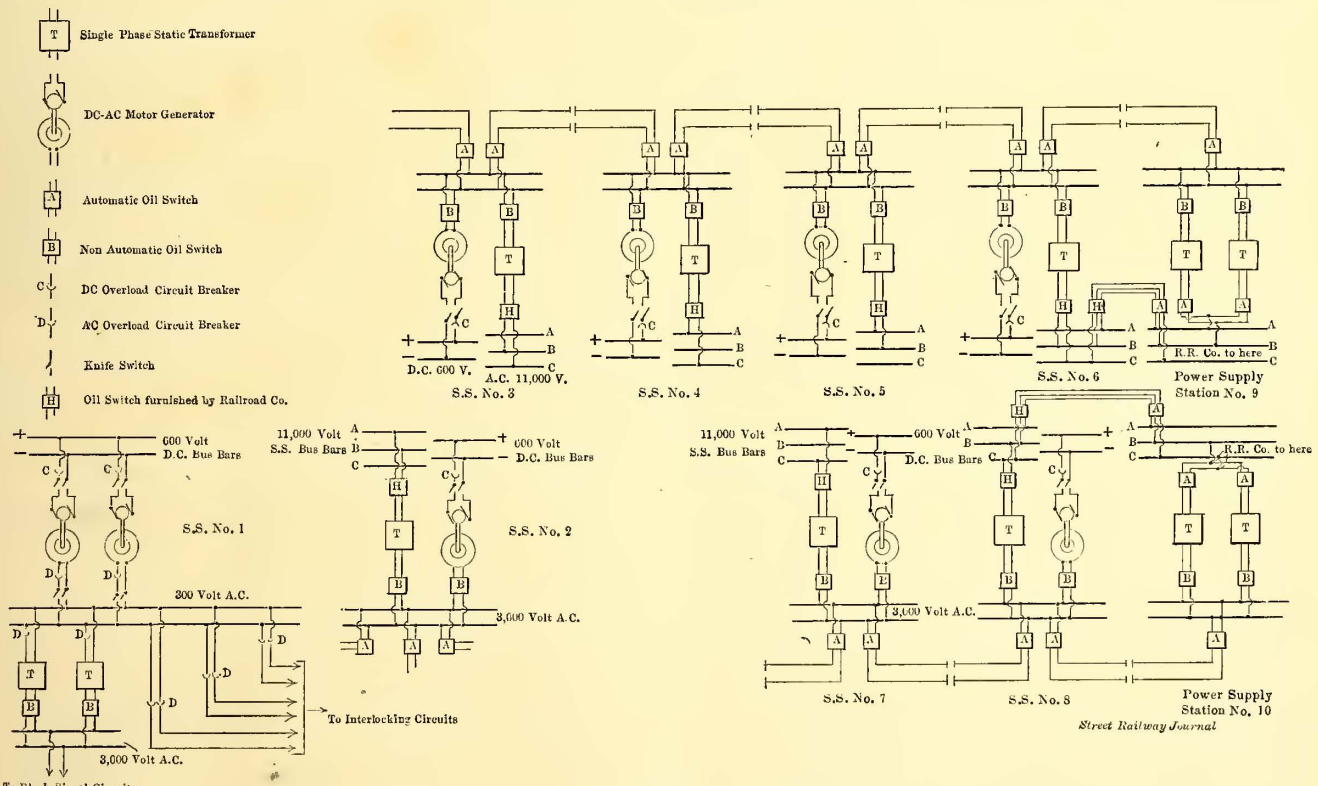 T Single Phase Static Transformer
DC-AC Motor Generator
A Automatic Oil Switch
B Non Automatic Oil Switch
C DC Overload Circuit Breaker
D AC Overload Circuit Breaker
Knife Switch
H Oil Switch furnished by Railroad Co.
A A A A A A A A A
B B B B B B B B B B
T T T T T T
H H H H H A A A
C C C C
+ - + - + - + -
A B C
D.C. 600 V.
A.C. 11,000 V.
S.S. No. 3
S.S. No. 4
S.S. No. 5
S.S. No. 6
A
B
R.R. Co. to here C
Power Supply
Station No. 9
+ 600 Volt
- D.C. Bus Bars
C C
S.S. No. 1
D D
300 Volt A.C.
D D D
T T D
B B D
To Interlocking Circuits
3,000 Volt A.C.
11,000 Volt A
S.S. Bus Bars B
C
+ 600 Volt
- D.C. Bus Bars
H C
T
S.S. No. 2
B B
3,000 Volt A.C.
A A A
11,000 Volt A
S.S. Bus Bars B
C
+ 600 Volt
- D.C. Bus Bars
H C
T
B B
3,000 Volt A.C.
A A
S.S. No. 7
H A
A + A
B B
C - C R.R. Co. to here
H C A A
T T T
B B B B
A A A
S.S. No. 8
Power Supply
Station No. 10
Street Railway Journal